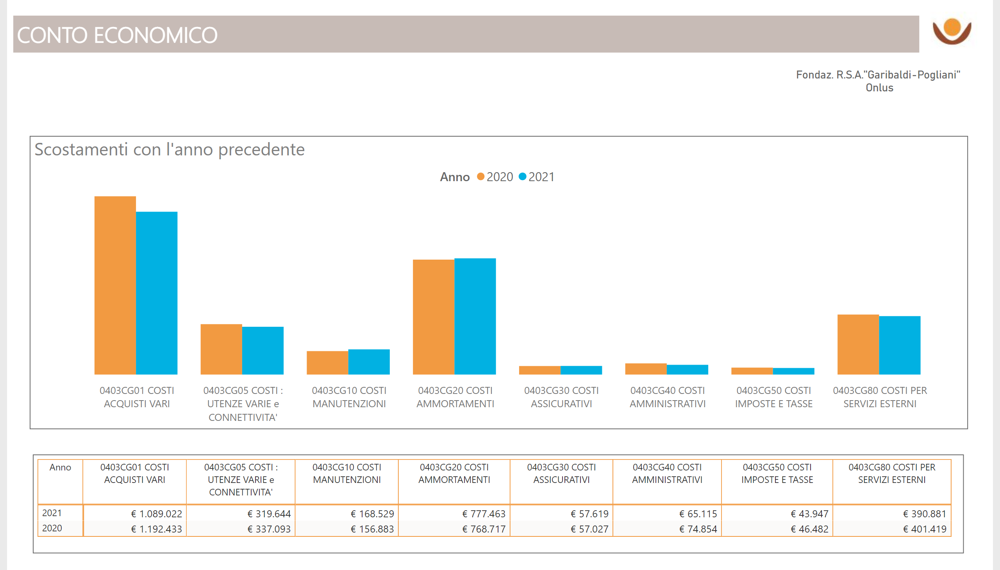 CONTO ECONOMICO
Fondaz. R.S.A."Garibaldi-Pogliani"
Onlus
Scostamenti con l'anno precedente
Anno 2020 2021
0403CG01 COSTI
ACQUISTI VARI
0403CG05 COSTI :
UTENZE VARIE e
CONNETTIVITA'
0403CG10 COSTI
MANUTENZIONI
0403CG20 COSTI
AMMORTAMENTI
0403CG30 COSTI
ASSICURATIVI
0403CG40 COSTI
AMMINISTRATIVI
0403CG50 COSTI
IMPOSTE E TASSE
0403CG80 COSTI PER
SERVIZI ESTERNI
Anno
0403CG01 COSTI
ACQUISTI VARI
0403CG05 COSTI :
UTENZE VARIE e
CONNETTIVITA'
0403CG10 COSTI
MANUTENZIONI
0403CG20 COSTI
AMMORTAMENTI
0403CG30 COSTI
ASSICURATIVI
0403CG40 COSTI
AMMINISTRATIVI
0403CG50 COSTI
IMPOSTE E TASSE
0403CG80 COSTI PER
SERVIZI ESTERNI
2021 € 1.089.022 € 319.644 € 168.529 € 777.463 € 57.619 € 65.115 € 43.947 € 390.881
2020 € 1.192.433 € 337.093 € 156.883 € 768.717 € 57.027 € 74.854 € 46.482 € 401.419